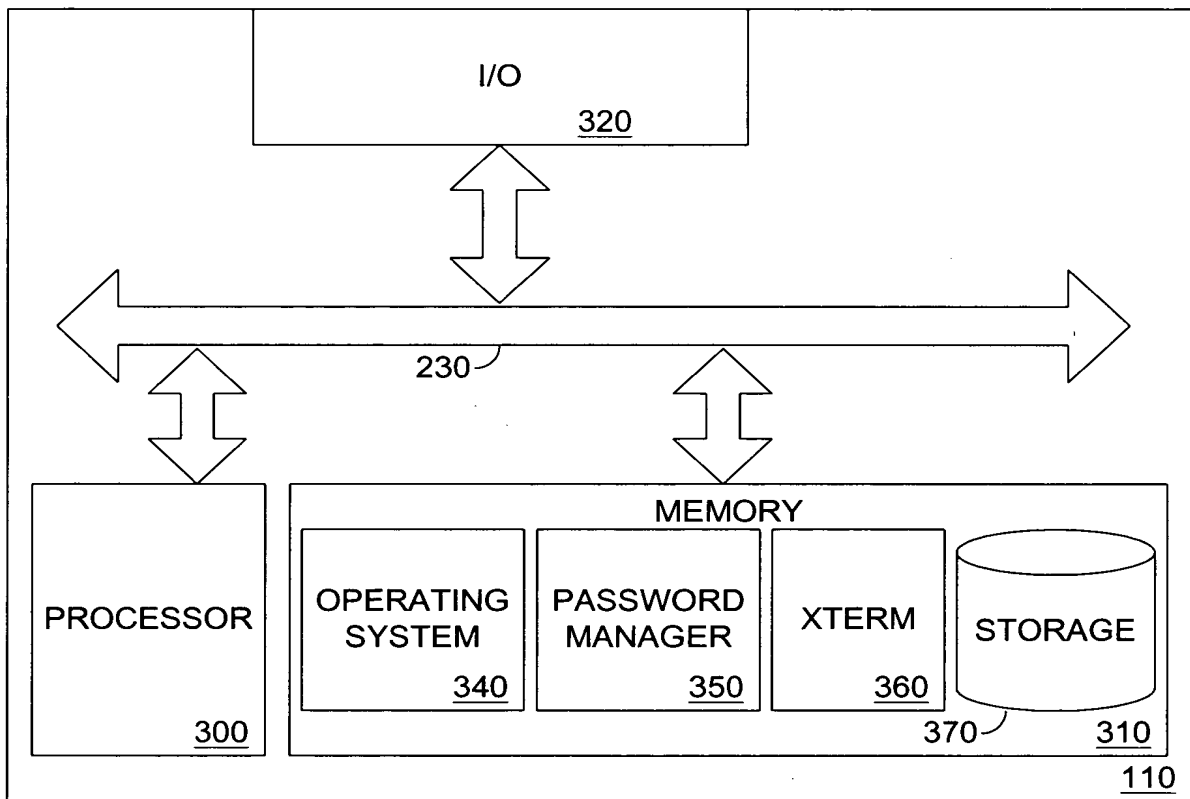 I/O
320
230
PROCESSOR
300
MEMORY
OPERATING
SYSTEM
340
PASSWORD
MANAGER
350
XTERM
360
STORAGE
370
310
110